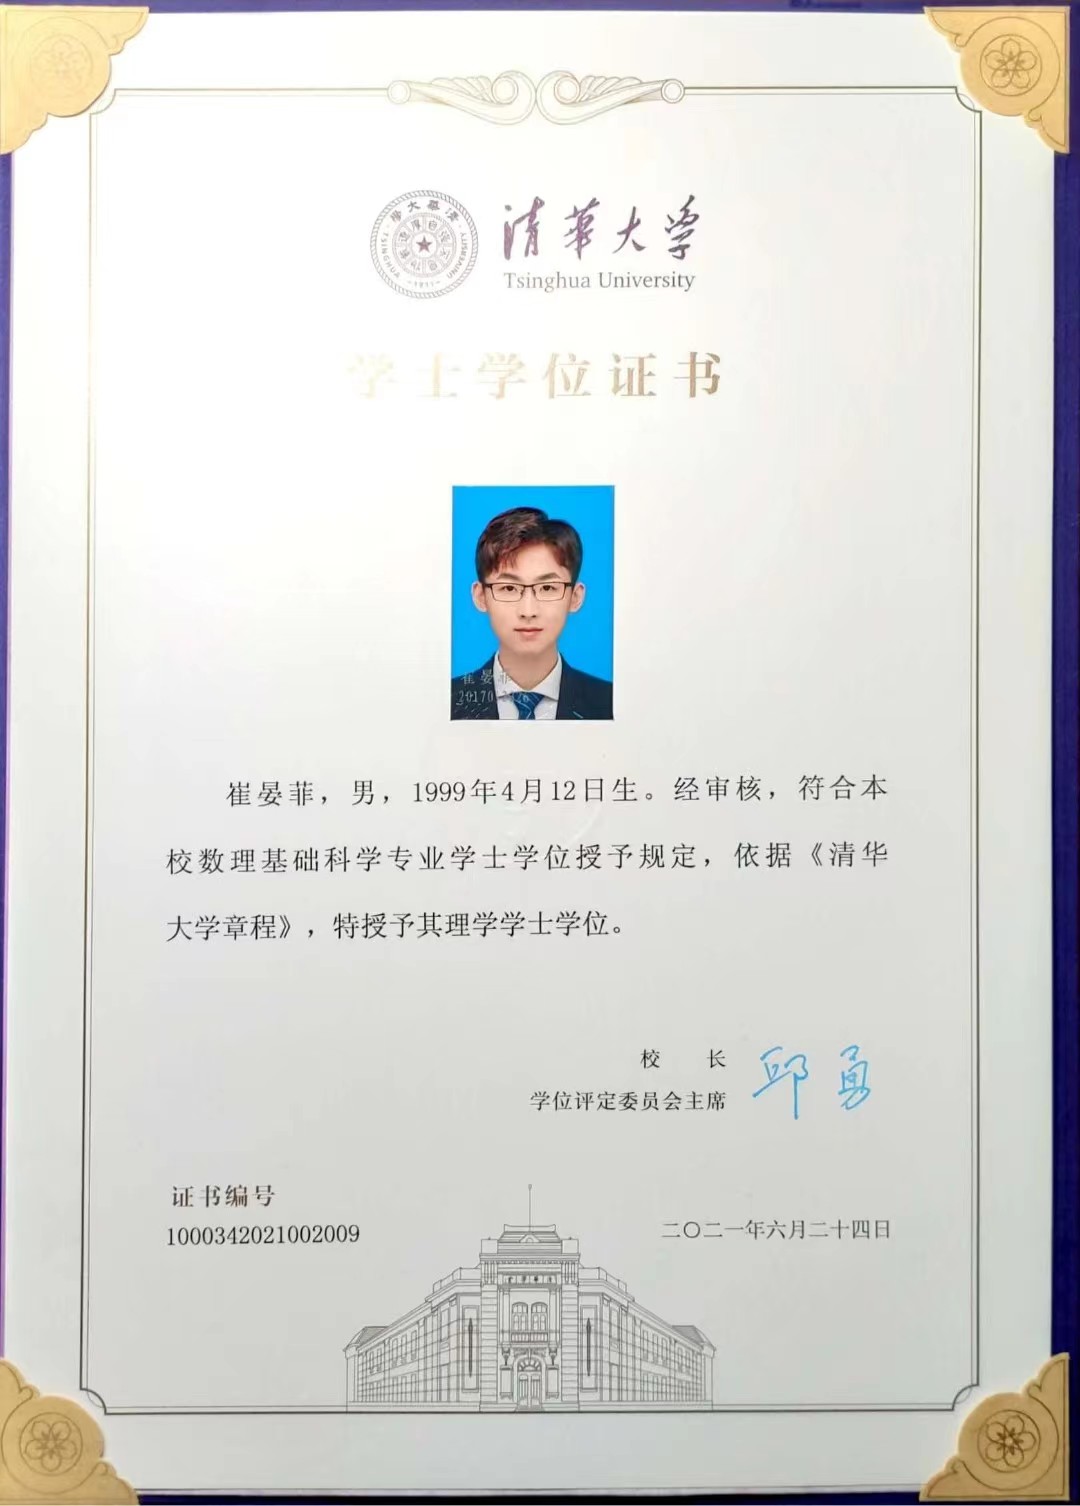 清華大学
Tsinghua University
学士学位证书
崔晏菲
崔晏菲，男，1999年4月12日生。经审核，符合本
校数理基础科学专业学士学位授予规定，依据《清华
大学章程》，特授予其理学学士学位。
校 长
学位评定委员会主席
邱勇
证书编号
1000342021002009
二〇二一年六月二十四日